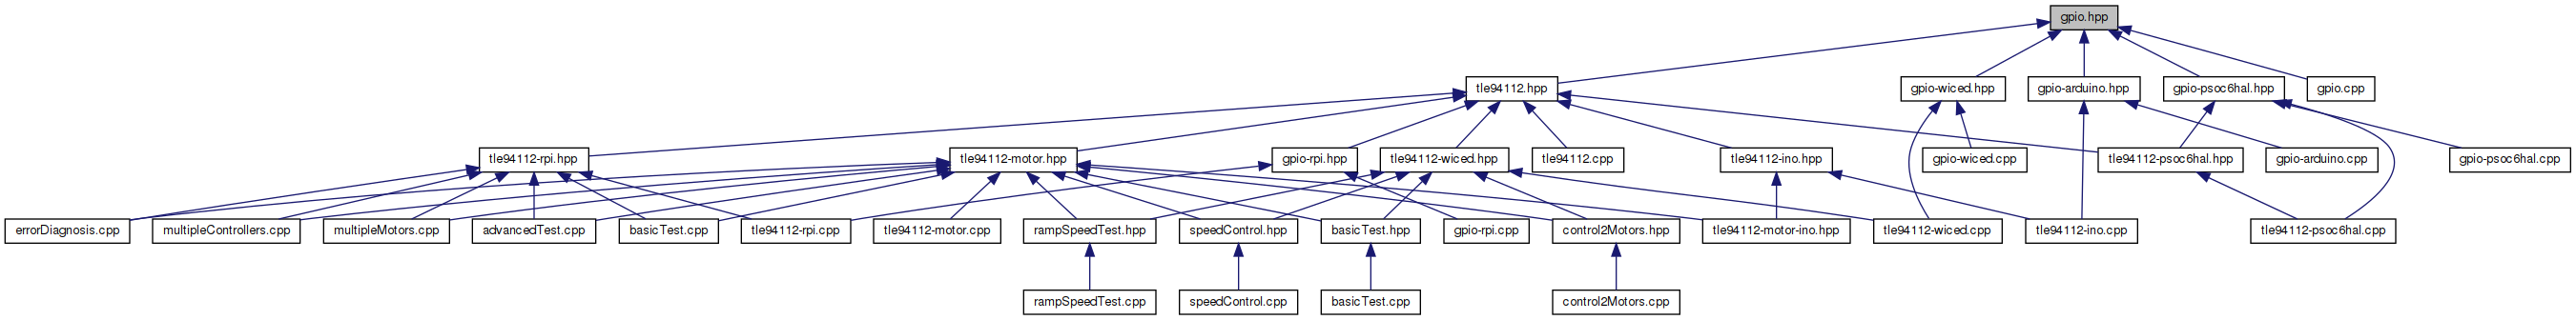 gpio.hpp
tle94112.hpp
gpio-wiced.hpp
gpio-arduino.hpp
gpio-psoc6hal.hpp
gpio.cpp
tle94112-rpi.hpp
tle94112-motor.hpp
gpio-rpi.hpp
tle94112-wiced.hpp
tle94112.cpp
tle94112-ino.hpp
gpio-wiced.cpp
tle94112-psoc6hal.hpp
gpio-arduino.cpp
gpio-psoc6hal.cpp
errorDiagnosis.cpp
multipleControllers.cpp
multipleMotors.cpp
advancedTest.cpp
basicTest.cpp
tle94112-rpi.cpp
tle94112-motor.cpp
rampSpeedTest.hpp
speedControl.hpp
basicTest.hpp
gpio-rpi.cpp
control2Motors.hpp
tle94112-motor-ino.hpp
tle94112-wiced.cpp
tle94112-ino.cpp
tle94112-psoc6hal.cpp
rampSpeedTest.cpp
speedControl.cpp
basicTest.cpp
control2Motors.cpp